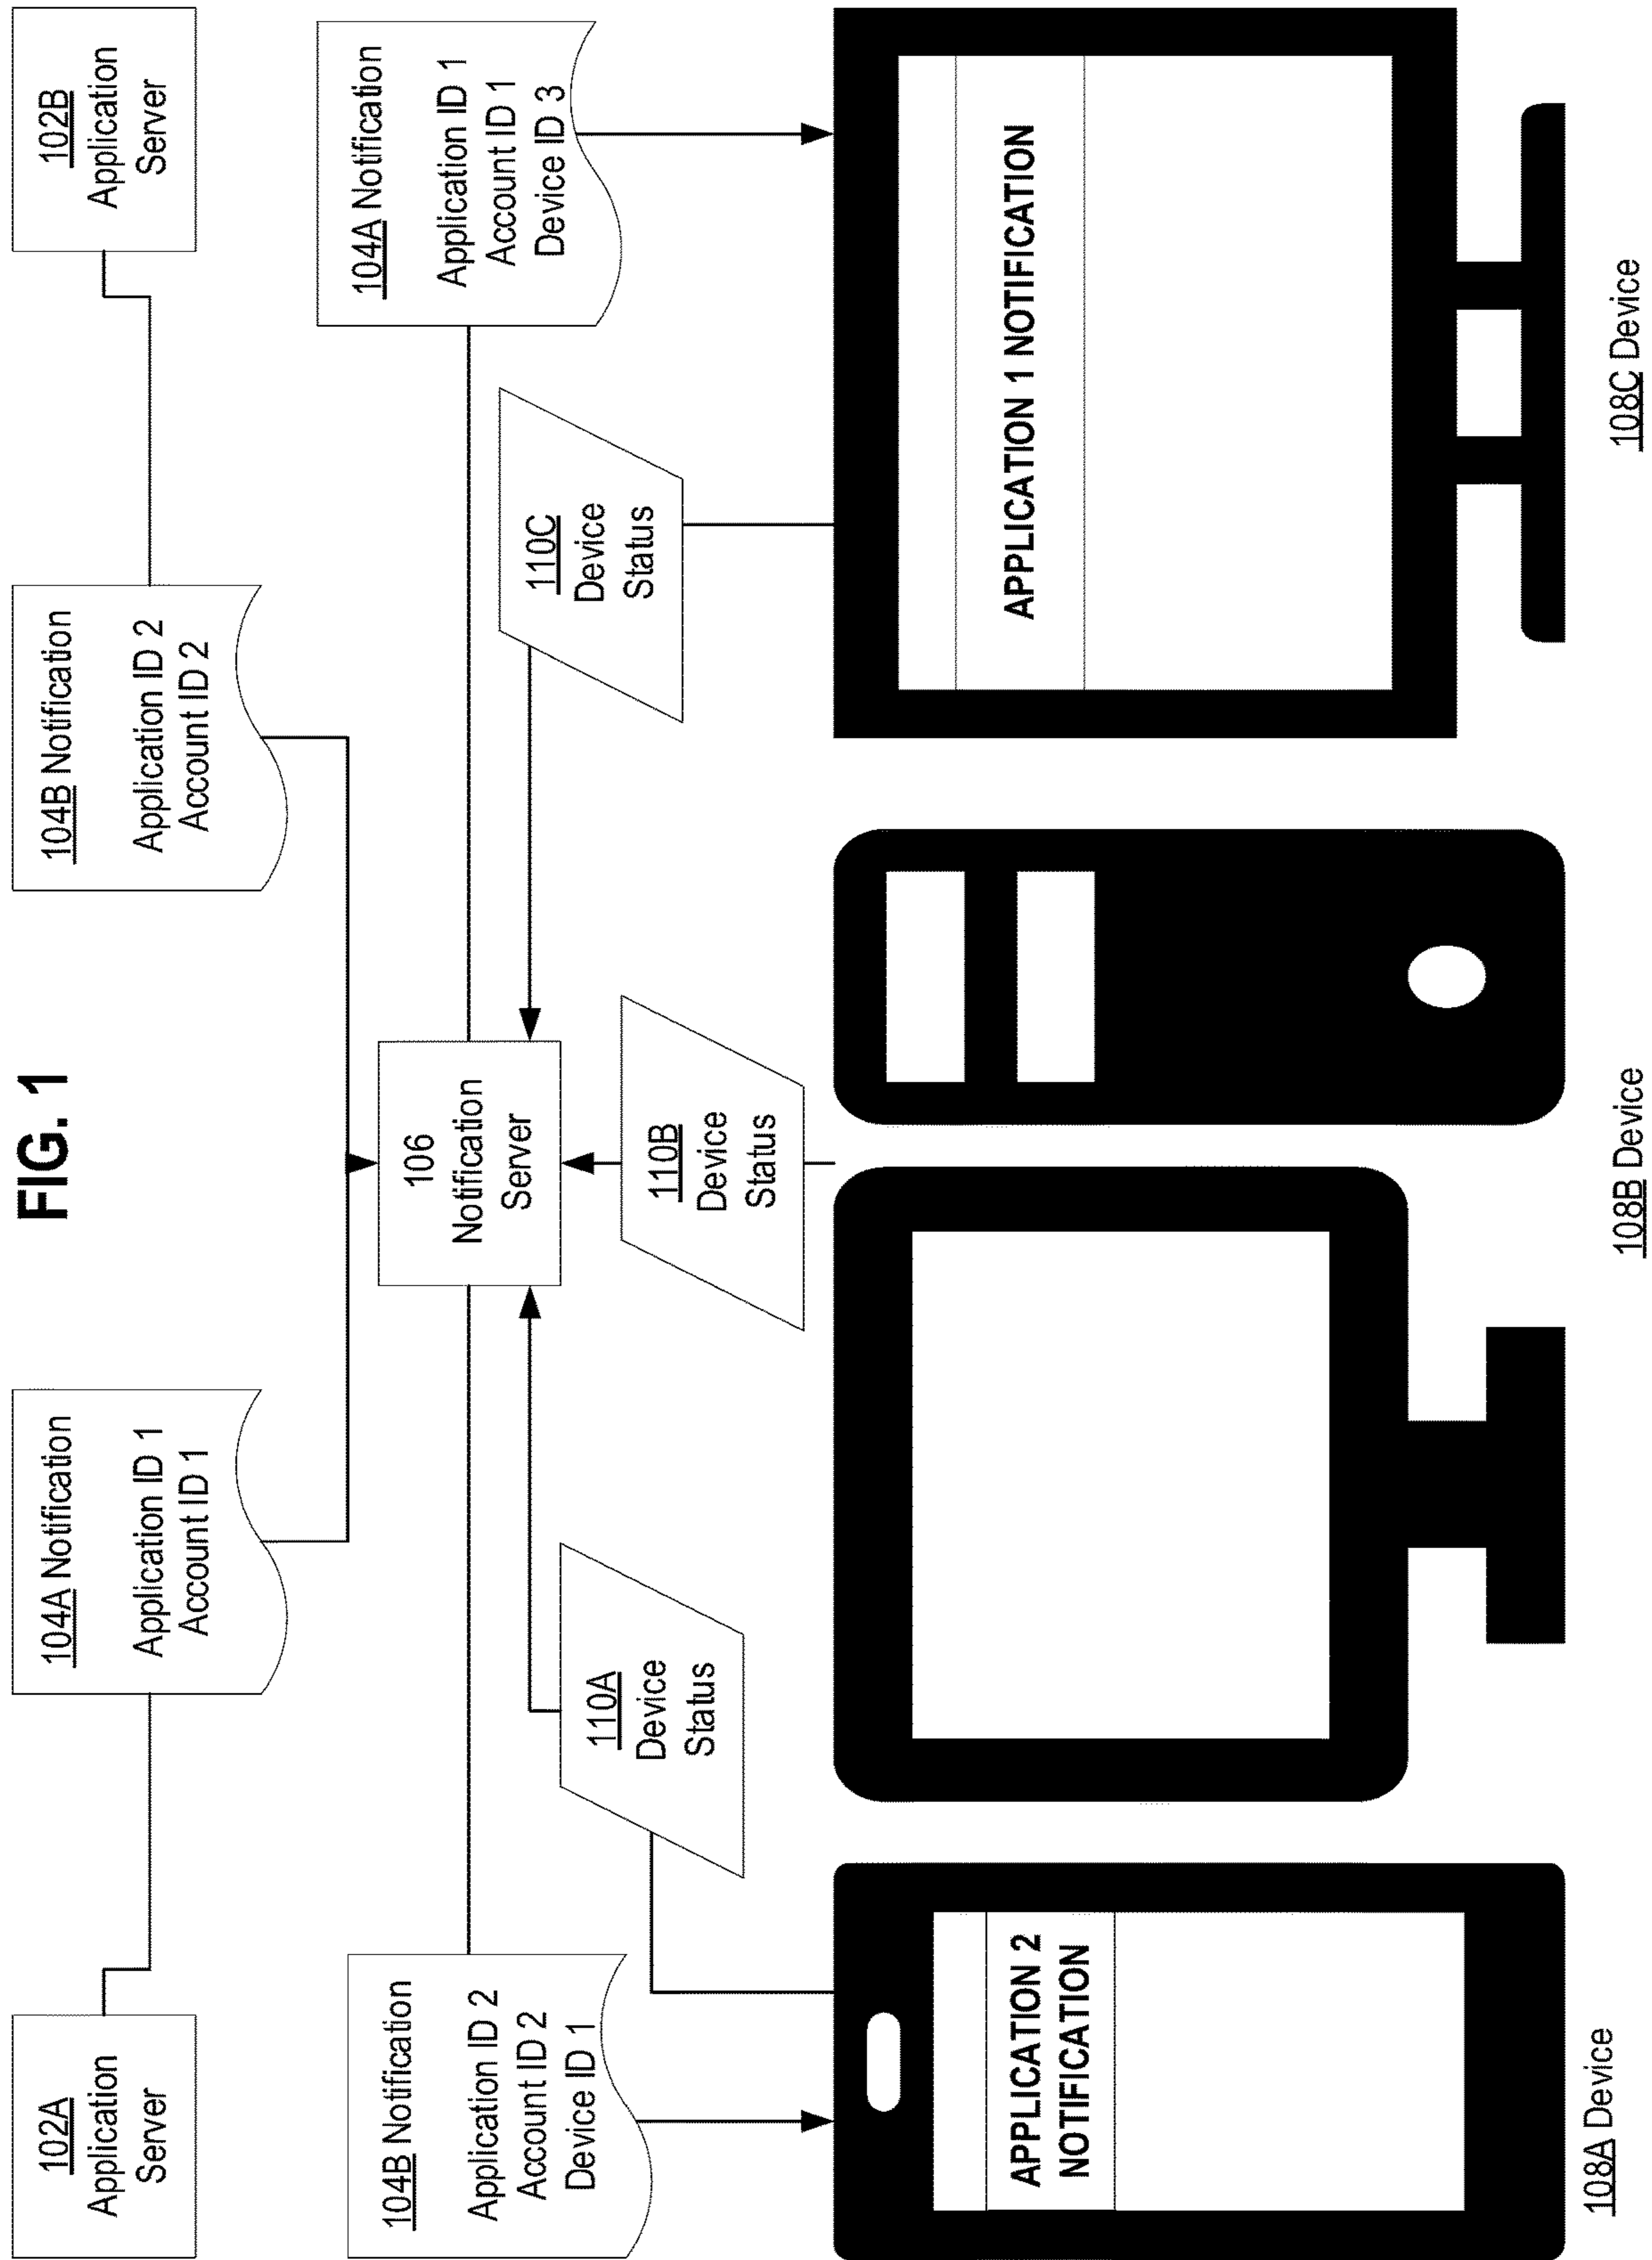 FIG. 1
102A
Application
Server
104A Notification
Application ID 1
Account ID 1
104B Notification
Application ID 2
Account ID 2
102B
Application
Server
104B Notification
Application ID 2
Account ID 2
Device ID 1
106
Notification
Server
104A Notification
Application ID 1
Account ID 1
Device ID 3
110A
Device
Status
110B
Device
Status
110C
Device
Status
APPLICATION 2
NOTIFICATION
APPLICATION 1 NOTIFICATION
108A Device
108B Device
108C Device